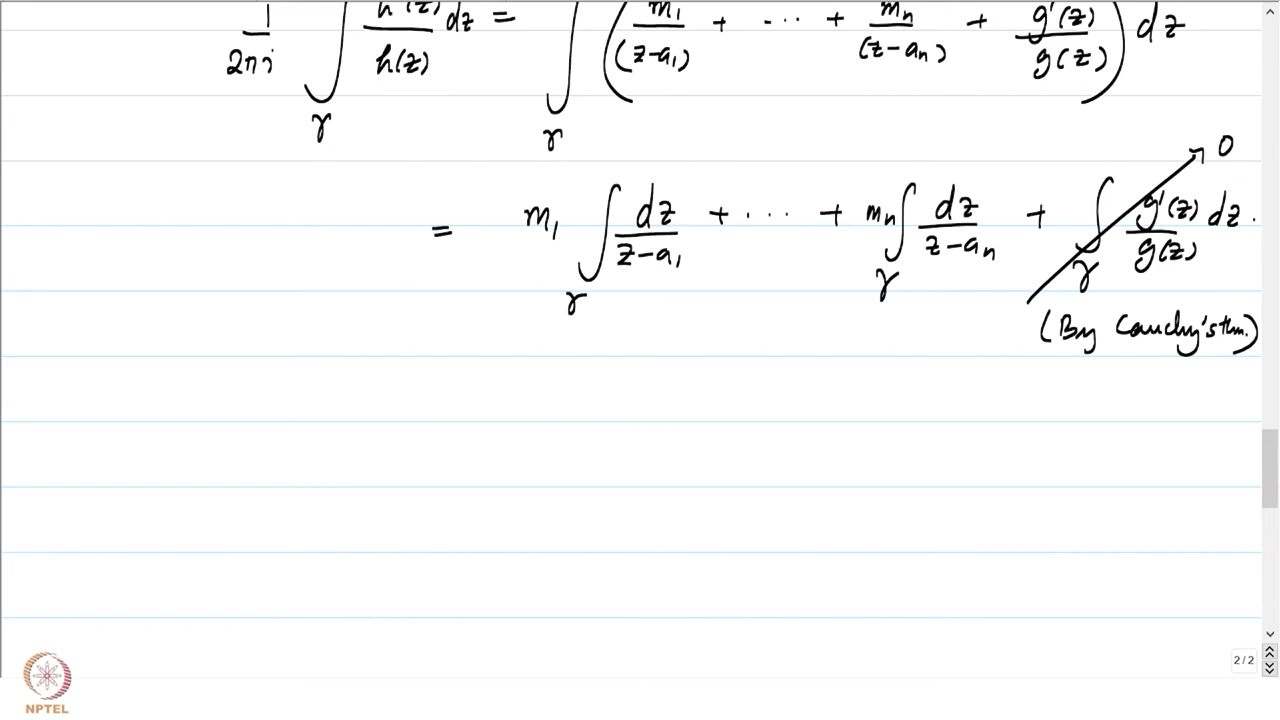 1/2πi ∫_γ h'(z)/h(z) dz = ∫_γ ( m₁/(z-a₁) + ··· + mₙ/(z-aₙ) + g'(z)/g(z) ) dz
= m₁ ∫_γ dz/z-a₁ + ··· + mₙ ∫_γ dz/z-aₙ + ∫_γ g'(z)/g(z) dz. → 0
(By Cauchy's thm.)
2/2
NPTEL